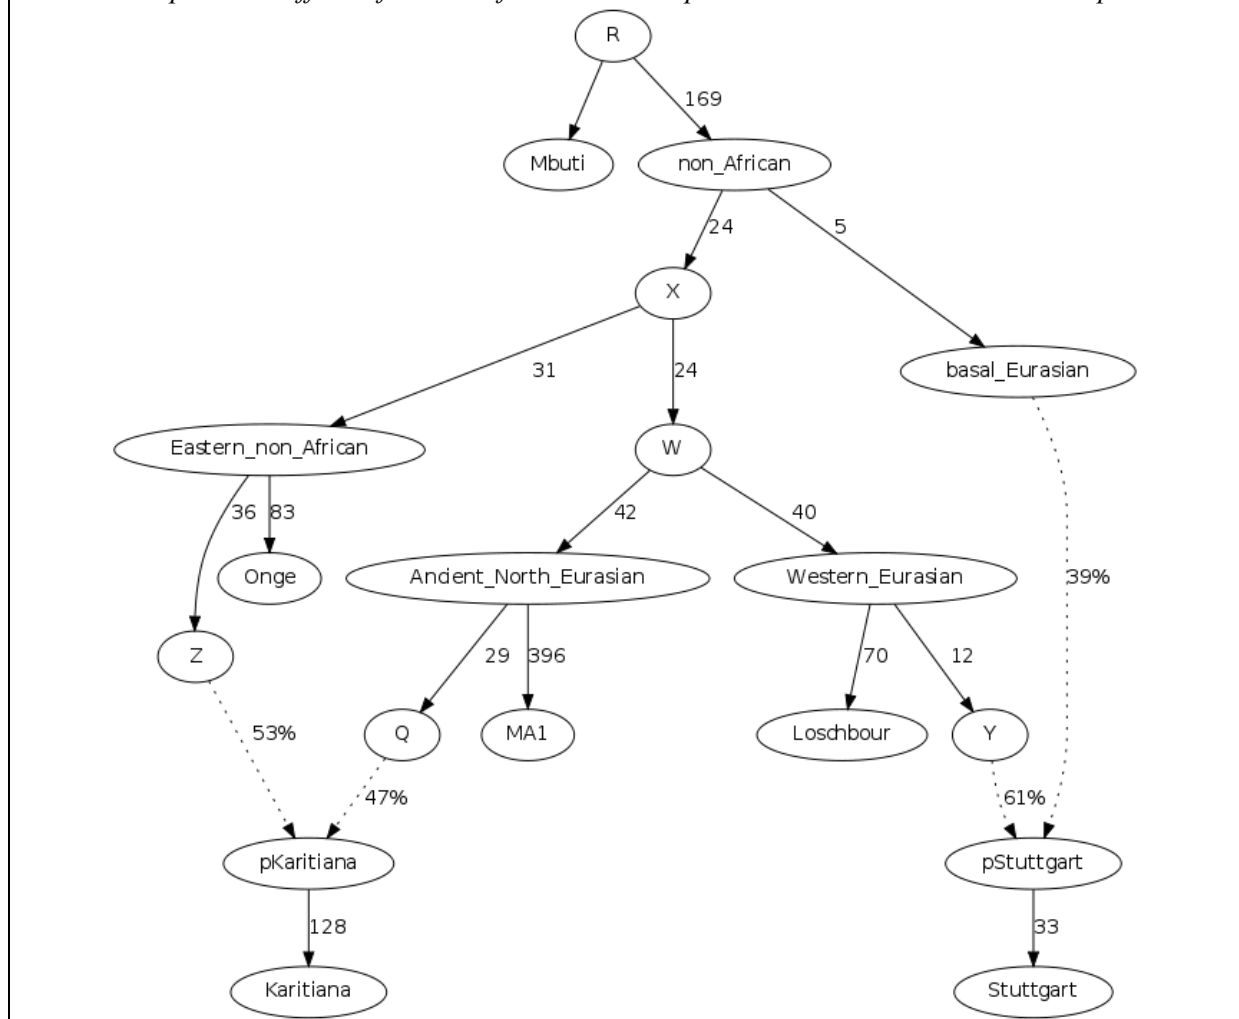 R
169
Mbuti
non_African
24
5
X
31
24
basal_Eurasian
Eastern_non_African
W
36
83
42
40
39%
Onge
Ancient_North_Eurasian
Western_Eurasian
Z
29
396
70
12
53%
Q
MA1
Loschbour
Y
47%
61%
pKaritiana
pStuttgart
128
33
Karitiana
Stuttgart